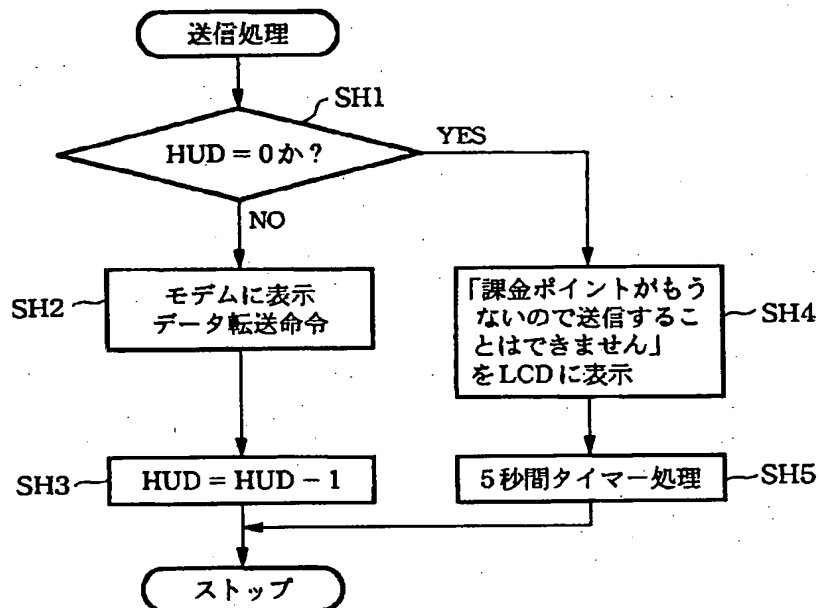 送信処理
SH1
HUD = 0か?
YES
NO
SH2
モデムに表示
データ転送命令
「課金ポイントがもう
ないので送信するこ
とはできません」
をLCDに表示
SH4
SH3
HUD = HUD − 1
5秒間タイマー処理
SH5
ストップ